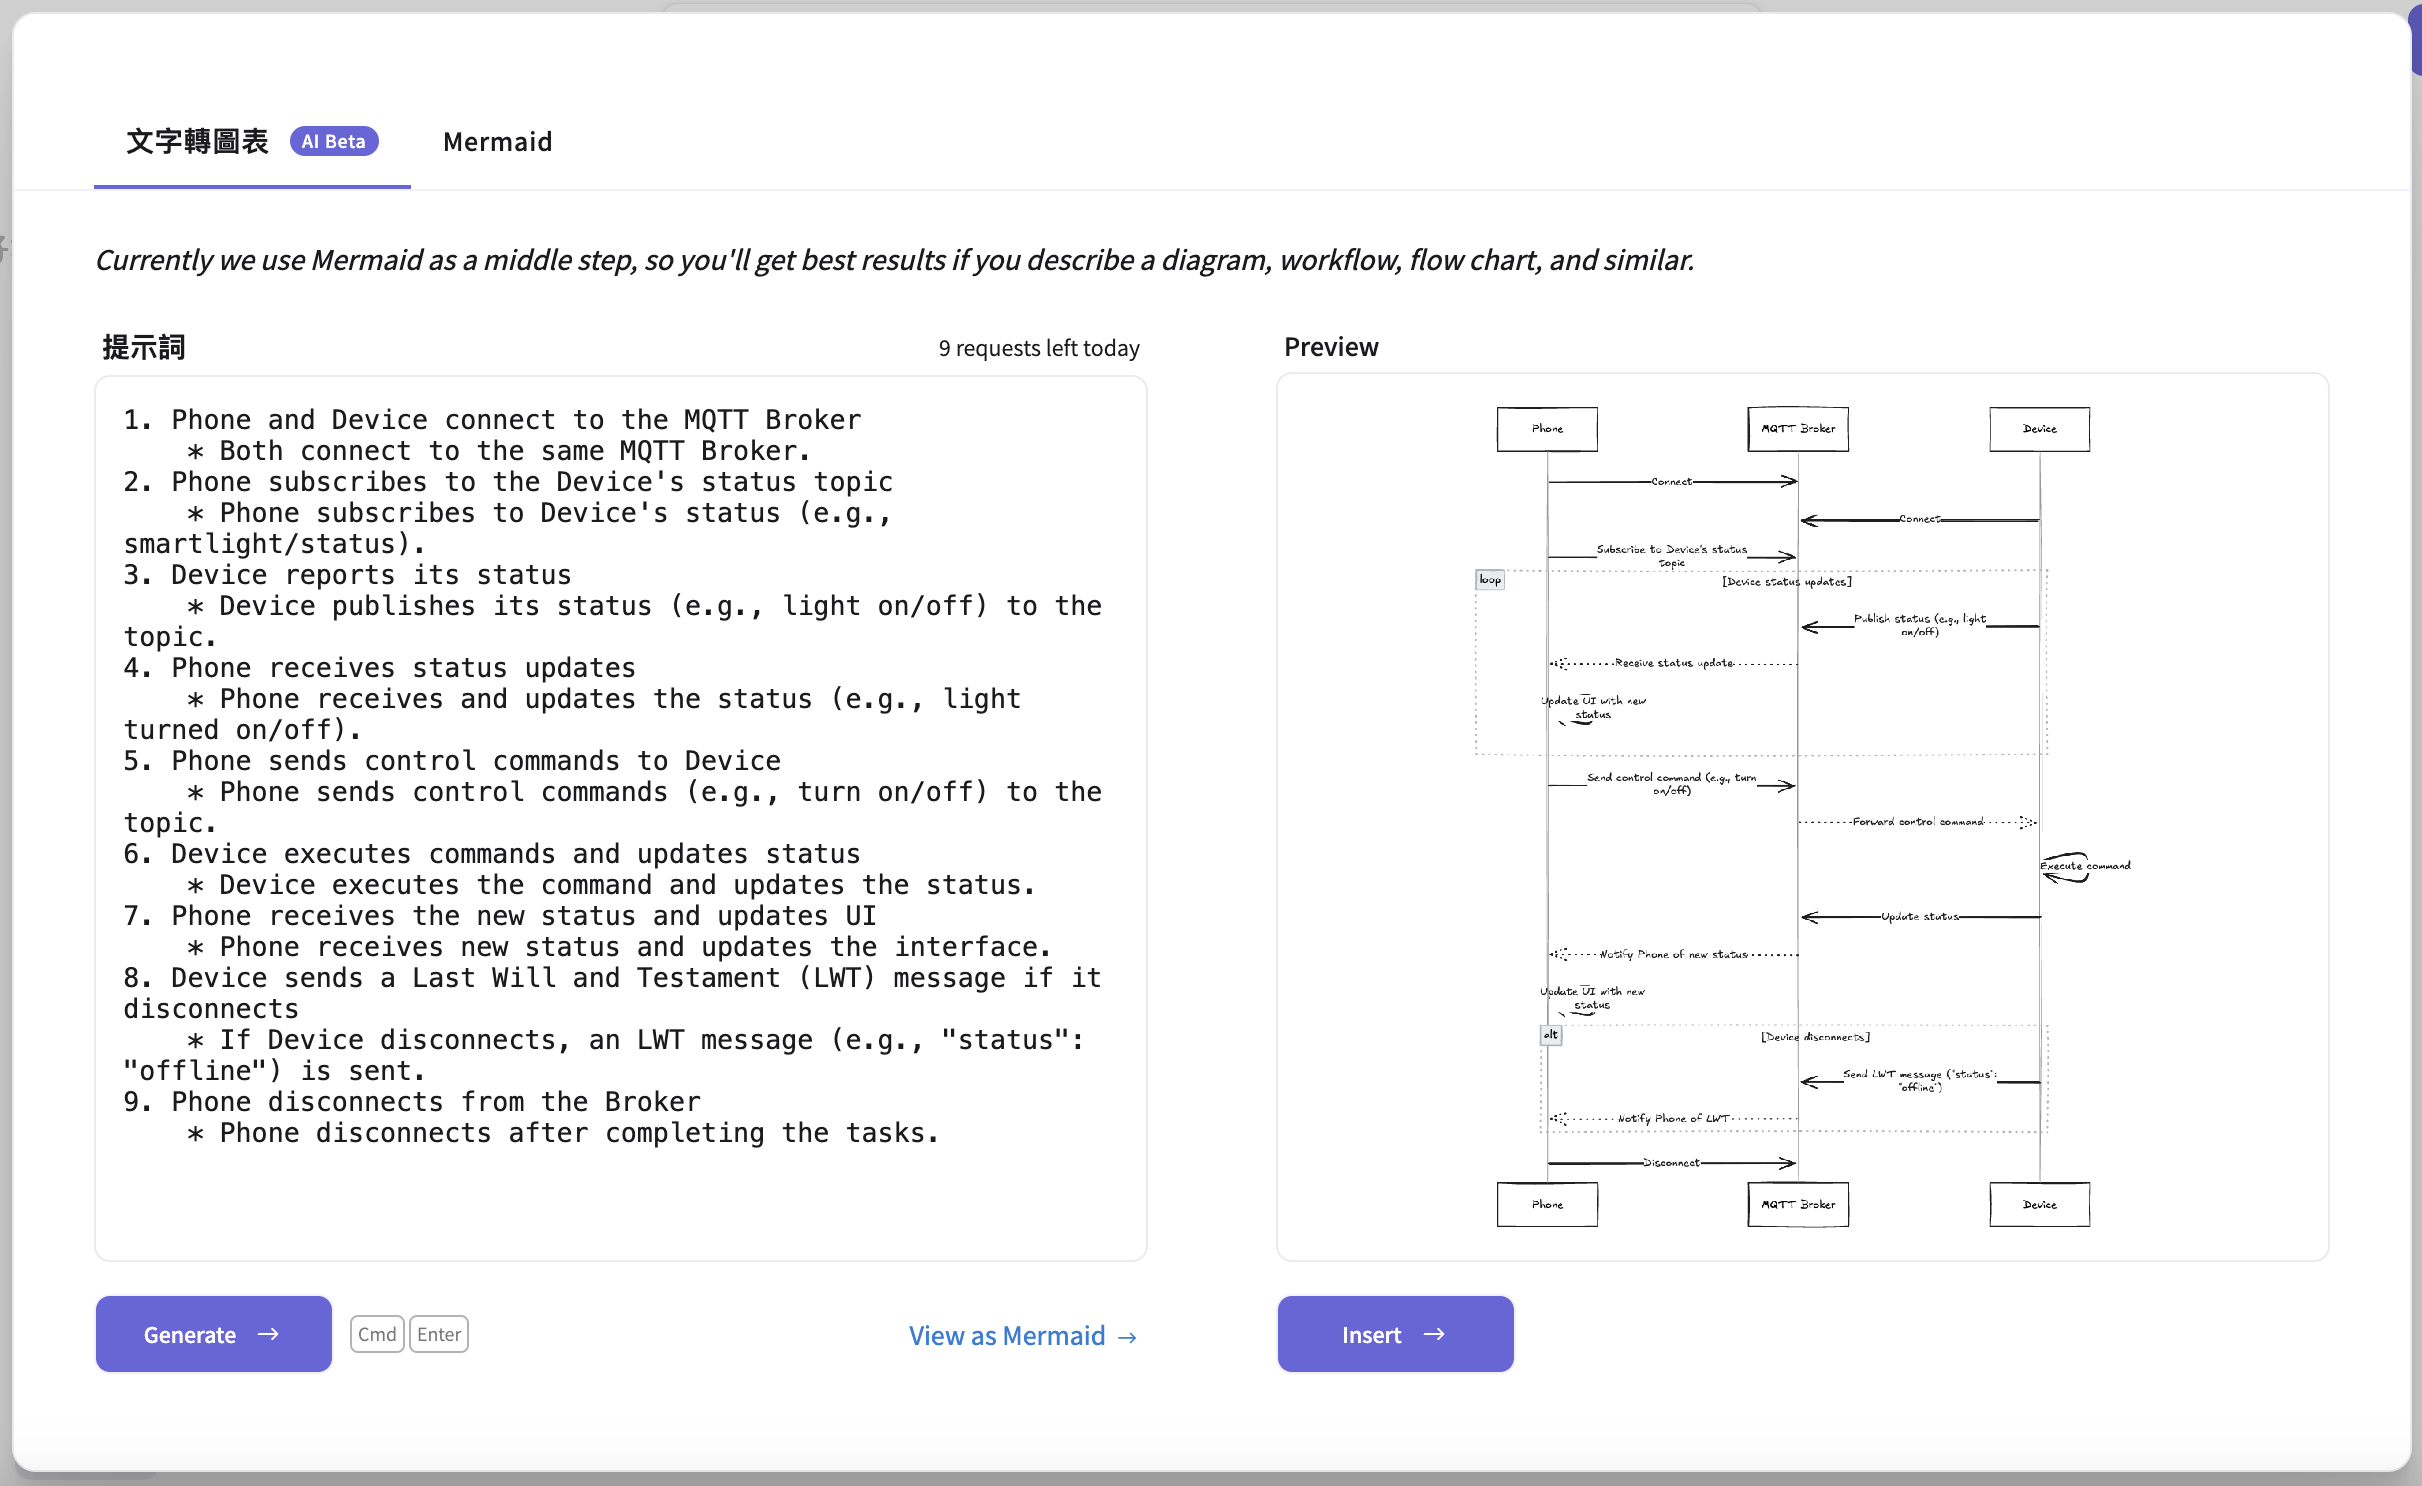 文字轉圖表 AI Beta Mermaid
Currently we use Mermaid as a middle step, so you'll get best results if you describe a diagram, workflow, flow chart, and similar.
提示詞 9 requests left today
1. Phone and Device connect to the MQTT Broker
* Both connect to the same MQTT Broker.
2. Phone subscribes to the Device's status topic
* Phone subscribes to Device's status (e.g.,
smartlight/status).
3. Device reports its status
* Device publishes its status (e.g., light on/off) to the
topic.
4. Phone receives status updates
* Phone receives and updates the status (e.g., light
turned on/off).
5. Phone sends control commands to Device
* Phone sends control commands (e.g., turn on/off) to the
topic.
6. Device executes commands and updates status
* Device executes the command and updates the status.
7. Phone receives the new status and updates UI
* Phone receives new status and updates the interface.
8. Device sends a Last Will and Testament (LWT) message if it
disconnects
* If Device disconnects, an LWT message (e.g., "status":
"offline") is sent.
9. Phone disconnects from the Broker
* Phone disconnects after completing the tasks.
Generate → Cmd Enter
View as Mermaid →
Preview
Phone MQTT Broker Device
Connect
Connect
Subscribe to Device's status
topic
loop
[Device status updates]
Publish status (e.g., light
on/off)
Receive status update
Update UI with new
status
Send control command (e.g., turn
on/off)
Forward control command
Execute command
Update status
Notify Phone of new status
Update UI with new
status
alt
[Device disconnects]
Send LWT message ("status":
"offline")
Notify Phone of LWT
Disconnect
Phone MQTT Broker Device
Insert →